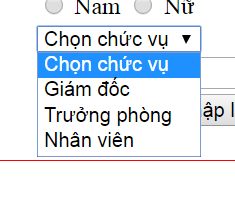 Nam Nữ
Chọn chức vụ
Chọn chức vụ
Giám đốc
Trưởng phòng
Nhân viên
ập l